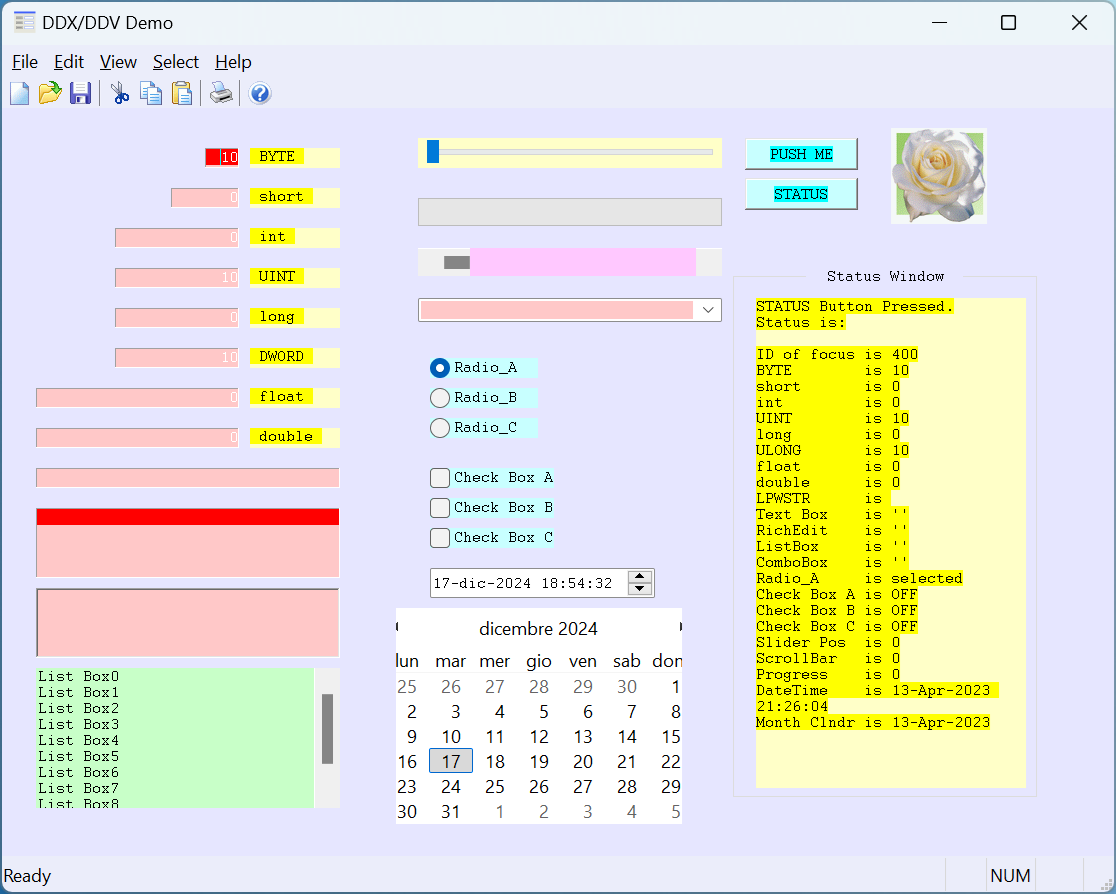 DDX/DDV Demo
File Edit View Select Help
10 BYTE
0 short
0 int
10 UINT
0 long
10 DWORD
0 float
0 double
List Box0
List Box1
List Box2
List Box3
List Box4
List Box5
List Box6
List Box7
List Box8
Radio_A
Radio_B
Radio_C
Check Box A
Check Box B
Check Box C
17-dic-2024 18:54:32
dicembre 2024
lun mar mer gio ven sab dom
25 26 27 28 29 30 1
2 3 4 5 6 7 8
9 10 11 12 13 14 15
16 17 18 19 20 21 22
23 24 25 26 27 28 29
30 31 1 2 3 4 5
PUSH ME
STATUS
Status Window
STATUS Button Pressed.
Status is:
ID of focus is 400
BYTE is 10
short is 0
int is 0
UINT is 10
long is 0
ULONG is 10
float is 0
double is 0
LPWSTR is
Text Box is ''
RichEdit is ''
ListBox is ''
ComboBox is ''
Radio_A is selected
Check Box A is OFF
Check Box B is OFF
Check Box C is OFF
Slider Pos is 0
ScrollBar is 0
Progress is 0
DateTime is 13-Apr-2023
21:26:04
Month Clndr is 13-Apr-2023
Ready
NUM